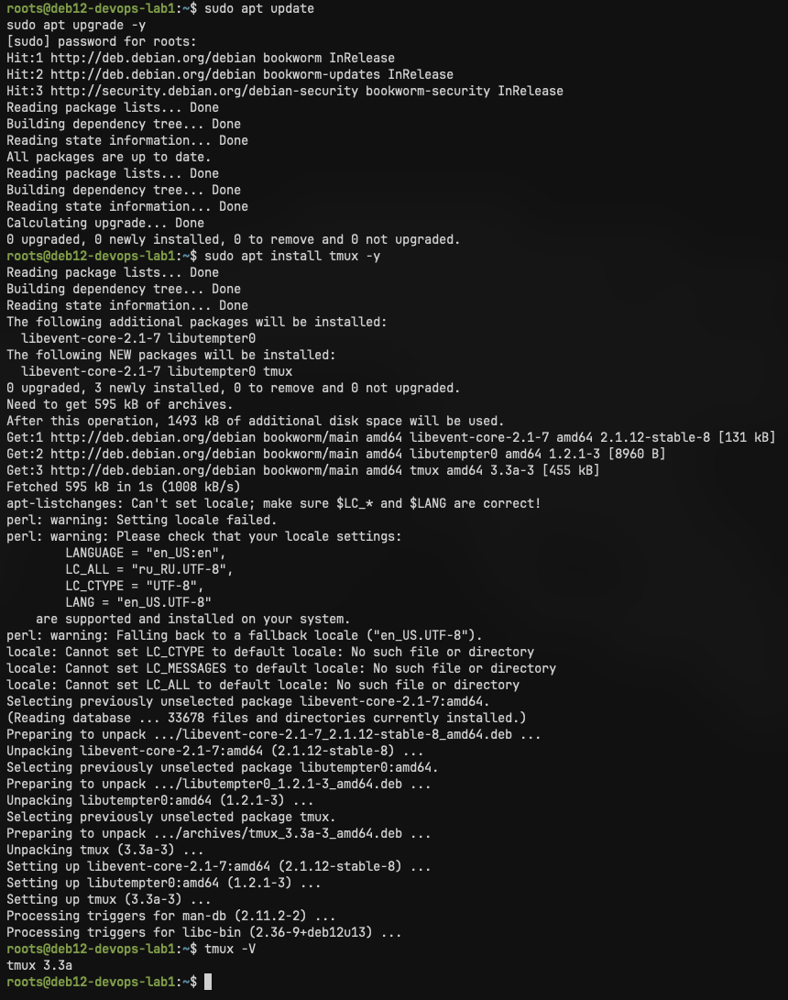 roots@deb12-devops-lab1:~$ sudo apt update
sudo apt upgrade -y
[sudo] password for roots:
Hit:1 http://deb.debian.org/debian bookworm InRelease
Hit:2 http://deb.debian.org/debian bookworm-updates InRelease
Hit:3 http://security.debian.org/debian-security bookworm-security InRelease
Reading package lists... Done
Building dependency tree... Done
Reading state information... Done
All packages are up to date.
Reading package lists... Done
Building dependency tree... Done
Reading state information... Done
Calculating upgrade... Done
0 upgraded, 0 newly installed, 0 to remove and 0 not upgraded.
roots@deb12-devops-lab1:~$ sudo apt install tmux -y
Reading package lists... Done
Building dependency tree... Done
Reading state information... Done
The following additional packages will be installed:
  libevent-core-2.1-7 libutempter0
The following NEW packages will be installed:
  libevent-core-2.1-7 libutempter0 tmux
0 upgraded, 3 newly installed, 0 to remove and 0 not upgraded.
Need to get 595 kB of archives.
After this operation, 1493 kB of additional disk space will be used.
Get:1 http://deb.debian.org/debian bookworm/main amd64 libevent-core-2.1-7 amd64 2.1.12-stable-8 [131 kB]
Get:2 http://deb.debian.org/debian bookworm/main amd64 libutempter0 amd64 1.2.1-3 [8960 B]
Get:3 http://deb.debian.org/debian bookworm/main amd64 tmux amd64 3.3a-3 [455 kB]
Fetched 595 kB in 1s (1008 kB/s)
apt-listchanges: Can't set locale; make sure $LC_* and $LANG are correct!
perl: warning: Setting locale failed.
perl: warning: Please check that your locale settings:
        LANGUAGE = "en_US:en",
        LC_ALL = "ru_RU.UTF-8",
        LC_CTYPE = "UTF-8",
        LANG = "en_US.UTF-8"
    are supported and installed on your system.
perl: warning: Falling back to a fallback locale ("en_US.UTF-8").
locale: Cannot set LC_CTYPE to default locale: No such file or directory
locale: Cannot set LC_MESSAGES to default locale: No such file or directory
locale: Cannot set LC_ALL to default locale: No such file or directory
Selecting previously unselected package libevent-core-2.1-7:amd64.
(Reading database ... 33678 files and directories currently installed.)
Preparing to unpack .../libevent-core-2.1-7_2.1.12-stable-8_amd64.deb ...
Unpacking libevent-core-2.1-7:amd64 (2.1.12-stable-8) ...
Selecting previously unselected package libutempter0:amd64.
Preparing to unpack .../libutempter0_1.2.1-3_amd64.deb ...
Unpacking libutempter0:amd64 (1.2.1-3) ...
Selecting previously unselected package tmux.
Preparing to unpack .../archives/tmux_3.3a-3_amd64.deb ...
Unpacking tmux (3.3a-3) ...
Setting up libevent-core-2.1-7:amd64 (2.1.12-stable-8) ...
Setting up libutempter0:amd64 (1.2.1-3) ...
Setting up tmux (3.3a-3) ...
Processing triggers for man-db (2.11.2-2) ...
Processing triggers for libc-bin (2.36-9+deb12u13) ...
roots@deb12-devops-lab1:~$ tmux -V
tmux 3.3a
roots@deb12-devops-lab1:~$